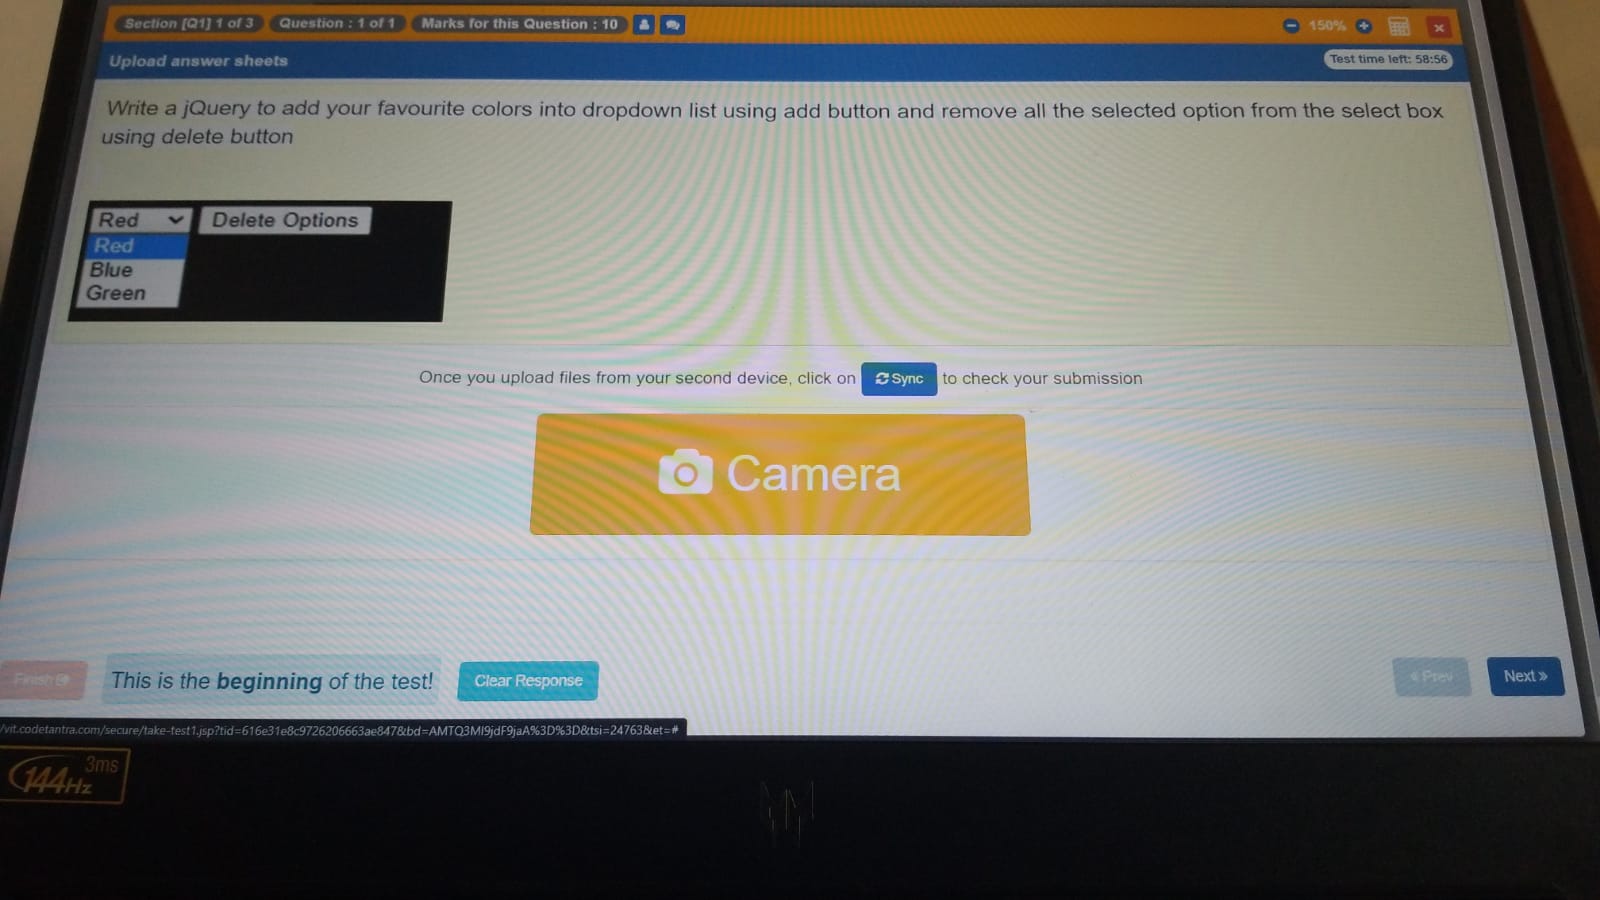 Section [Q1] 1 of 3 Question : 1 of 1 Marks for this Question : 10 150%
Upload answer sheets Test time left: 58:56
Write a jQuery to add your favourite colors into dropdown list using add button and remove all the selected option from the select box
using delete button
Red Delete Options
Red
Blue
Green
Once you upload files from your second device, click on Sync to check your submission
Camera
Finish This is the beginning of the test! Clear Response « Prev Next »
/vit.codetantra.com/secure/take-test1.jsp?tid=616e31e8c9726206663ae847&bd=AMTQ3MI9jdF9jaA%3D%3D&tsi=24763&et=#
3ms
144Hz